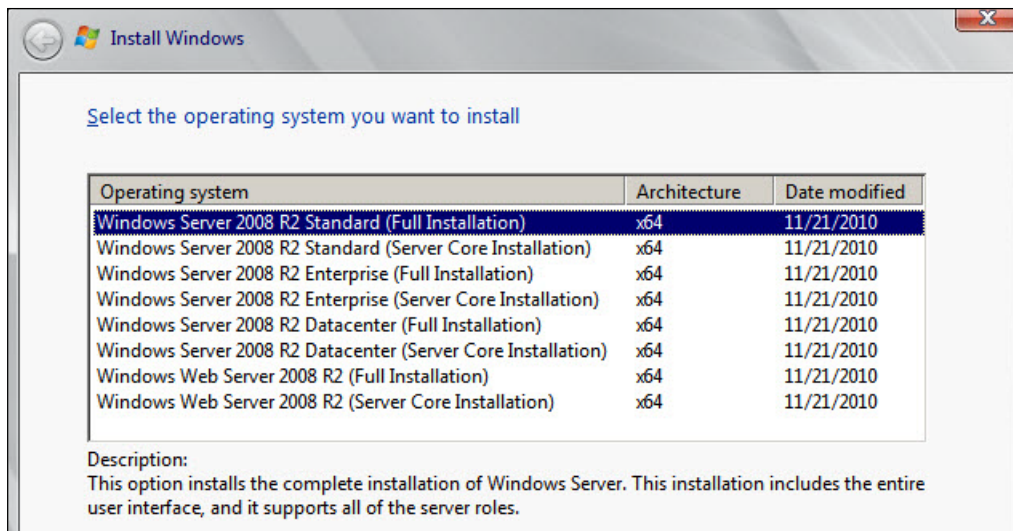 Install Windows
Select the operating system you want to install
Operating system Architecture Date modified
Windows Server 2008 R2 Standard (Full Installation) x64 11/21/2010
Windows Server 2008 R2 Standard (Server Core Installation) x64 11/21/2010
Windows Server 2008 R2 Enterprise (Full Installation) x64 11/21/2010
Windows Server 2008 R2 Enterprise (Server Core Installation) x64 11/21/2010
Windows Server 2008 R2 Datacenter (Full Installation) x64 11/21/2010
Windows Server 2008 R2 Datacenter (Server Core Installation) x64 11/21/2010
Windows Web Server 2008 R2 (Full Installation) x64 11/21/2010
Windows Web Server 2008 R2 (Server Core Installation) x64 11/21/2010
Description:
This option installs the complete installation of Windows Server. This installation includes the entire
user interface, and it supports all of the server roles.